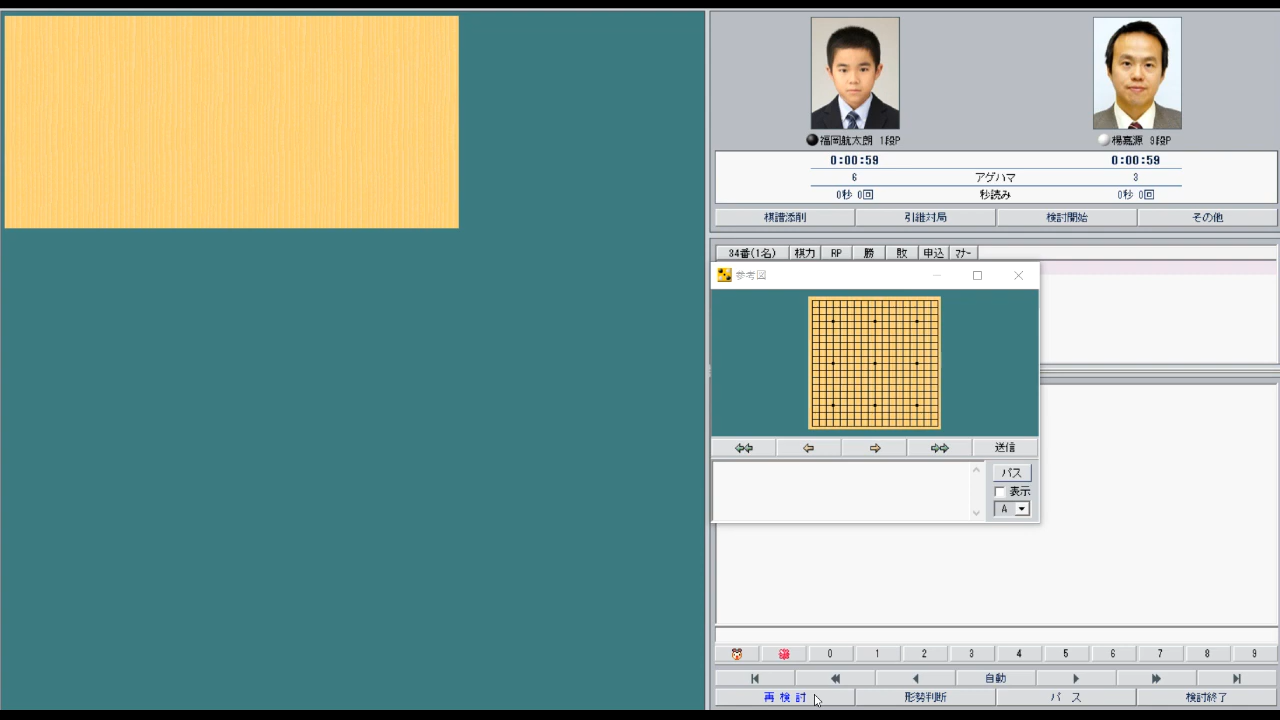 福岡航太朗 1段P
楊嘉源 9段P
0:00:59
0:00:59
6 アゲハマ 3
0秒 0回 秒読み 0秒 0回
棋譜添削 引継対局 検討開始 その他
34番(1名) 棋力 RP 勝 敗 申込 マナー
参考図
送信
パス
表示
A
0 1 2 3 4 5 6 7 8 9
自動
再検討 形勢判断 パス 検討終了